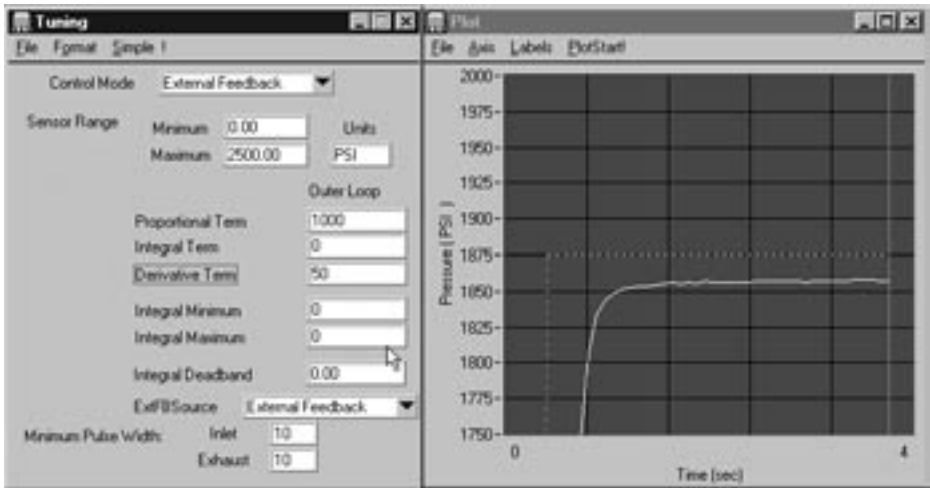 Tuning
File Format Simple !
Control Mode External Feedback
Sensor Range Minimum 0.00 Units
Maximum 2500.00 PSI
Outer Loop
Proportional Term 1000
Integral Term 0
Derivative Term 50
Integral Minimum 0
Integral Maximum 0
Integral Deadband 0.00
ExtFBSource External Feedback
Minimum Pulse Width: Inlet 10
Exhaust 10
Plot
File Axis Labels PlotStart!
2000
1975
1950
1925
1900
1875
1850
1825
1800
1775
1750
Pressure ( PSI )
0 4
Time (sec)